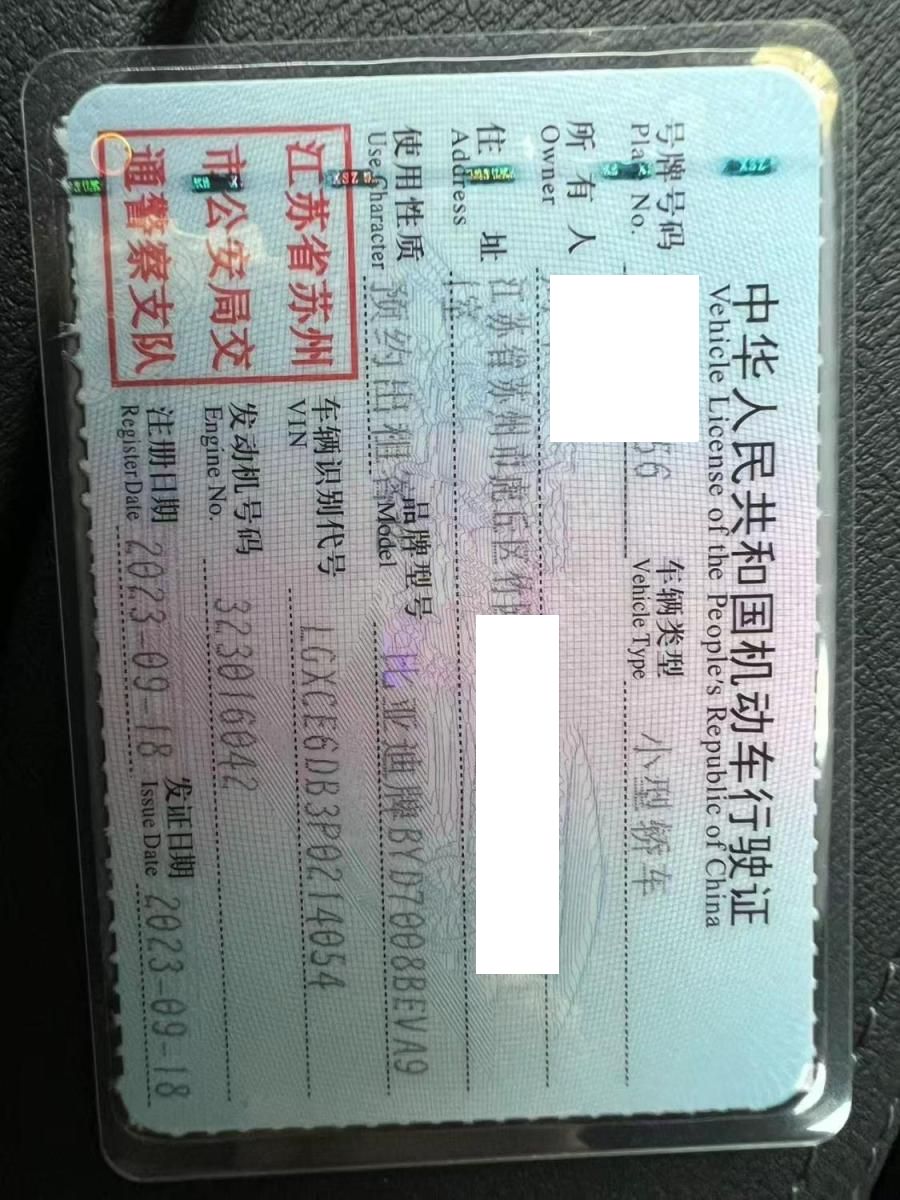 中华人民共和国机动车行驶证
Vehicle License of the People's Republic of China
号牌号码 56 车辆类型 小型轿车
Plate No. Vehicle Type
所有人
Owner
住址 江苏省苏州市虎丘区竹
Address 室
使用性质 预约出租客 品牌型号 比亚迪牌BYD7008BEVA9
Use Character Model
江苏省苏州
市公安局交
通警察支队
车辆识别代号 LGXCE6DB3P0214054
VIN
发动机号码 323016042
Engine No.
注册日期 2023-09-18 发证日期 2023-09-18
Register Date Issue Date